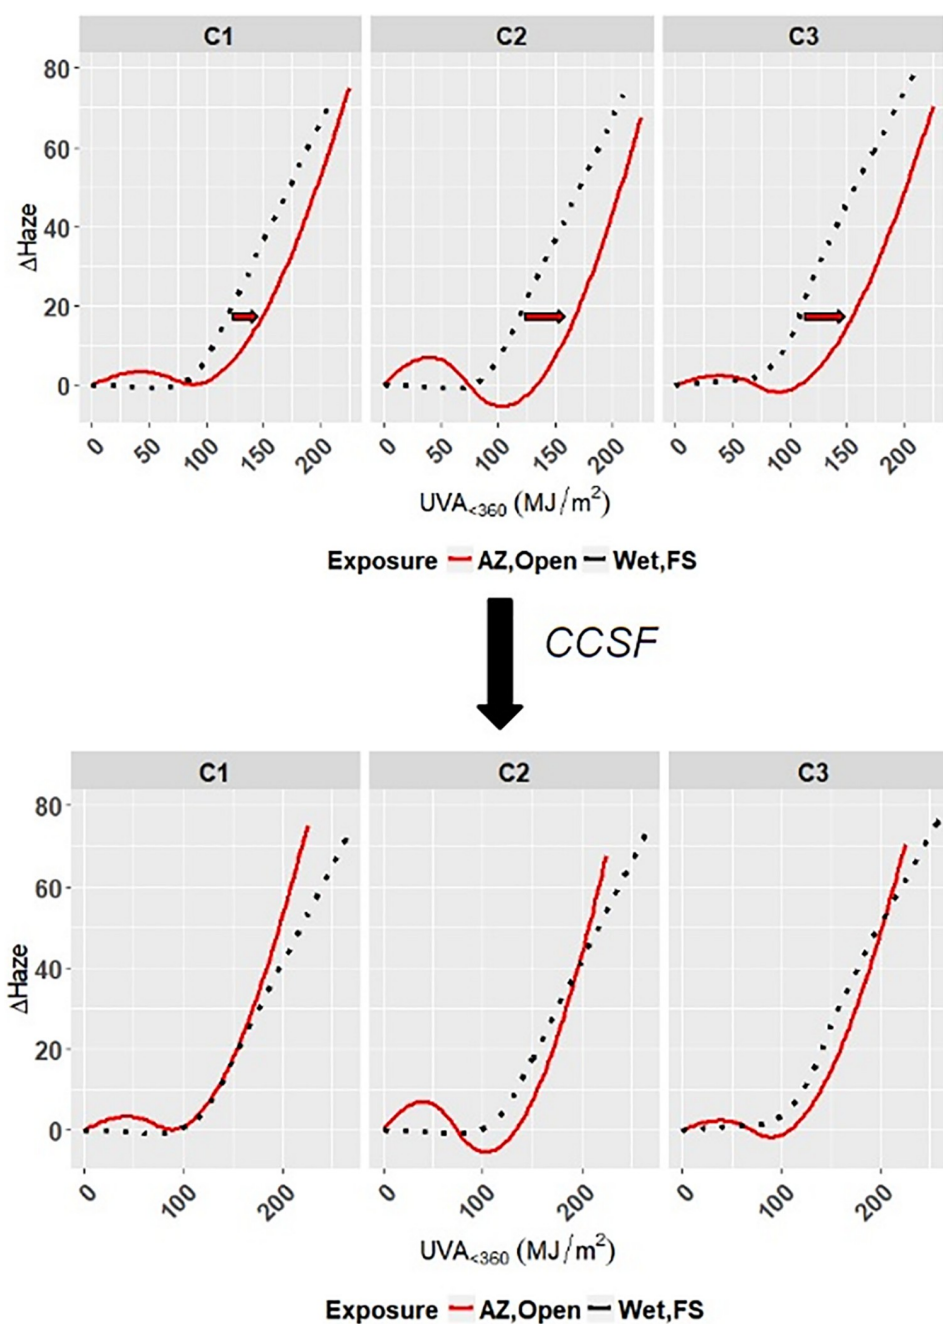 C1 C2 C3
80
60
40
20
0
ΔHaze
0 50 100 150 200 0 50 100 150 200 0 50 100 150 200
UVA<360 (MJ/m²)
Exposure AZ,Open Wet,FS
CCSF
C1 C2 C3
80
60
40
20
0
ΔHaze
0 100 200 0 100 200 0 100 200
UVA<360 (MJ/m²)
Exposure AZ,Open Wet,FS